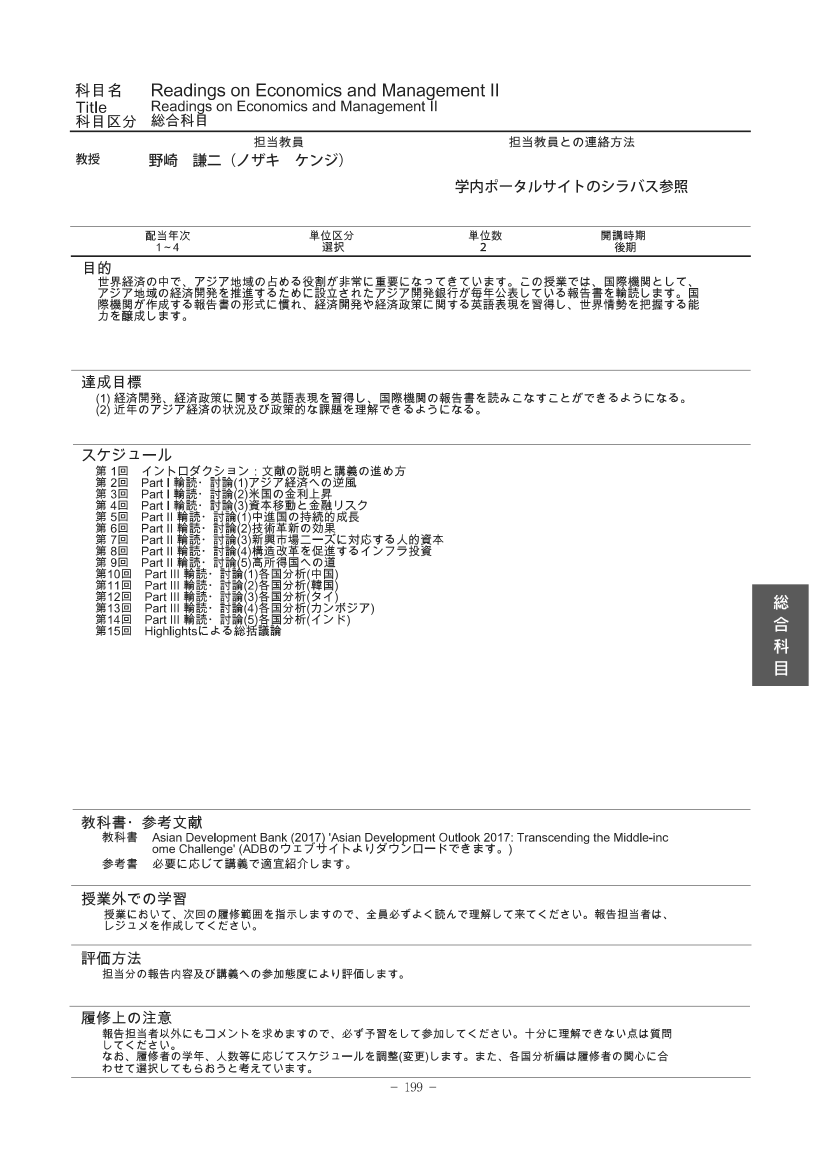 科目名 Readings on Economics and Management II
Title Readings on Economics and Management II
科目区分 総合科目
担当教員 担当教員との連絡方法
教授 野崎 謙二（ノザキ ケンジ）
学内ポータルサイトのシラバス参照
配当年次 単位区分 単位数 開講時期
1~4 選択 2 後期
目的
世界経済の中で、アジア地域の占める役割が非常に重要になってきています。この授業では、国際機関として、
アジア地域の経済開発を推進するために設立されたアジア開発銀行が毎年公表している報告書を輪読します。国
際機関が作成する報告書の形式に慣れ、経済開発や経済政策に関する英語表現を習得し、世界情勢を把握する能
力を醸成します。
達成目標
(1) 経済開発、経済政策に関する英語表現を習得し、国際機関の報告書を読みこなすことができるようになる。
(2) 近年のアジア経済の状況及び政策的な課題を理解できるようになる。
スケジュール
第 1回 イントロダクション：文献の説明と講義の進め方
第 2回 Part I 輪読・討論(1)アジア経済への逆風
第 3回 Part I 輪読・討論(2)米国の金利上昇
第 4回 Part I 輪読・討論(3)資本移動と金融リスク
第 5回 Part II 輪読・討論(1)中進国の持続的成長
第 6回 Part II 輪読・討論(2)技術革新の効果
第 7回 Part II 輪読・討論(3)新興市場ニーズに対応する人的資本
第 8回 Part II 輪読・討論(4)構造改革を促進するインフラ投資
第 9回 Part II 輪読・討論(5)高所得国への道
第10回 Part III 輪読・討論(1)各国分析(中国)
第11回 Part III 輪読・討論(2)各国分析(韓国)
第12回 Part III 輪読・討論(3)各国分析(タイ)
第13回 Part III 輪読・討論(4)各国分析(カンボジア)
第14回 Part III 輪読・討論(5)各国分析(インド)
第15回 Highlightsによる総括議論
総合科目
教科書・参考文献
教科書 Asian Development Bank (2017) 'Asian Development Outlook 2017: Transcending the Middle-inc
ome Challenge' (ADBのウェブサイトよりダウンロードできます。)
参考書 必要に応じて講義で適宜紹介します。
授業外での学習
授業において、次回の履修範囲を指示しますので、全員必ずよく読んで理解して来てください。報告担当者は、
レジュメを作成してください。
評価方法
担当分の報告内容及び講義への参加態度により評価します。
履修上の注意
報告担当者以外にもコメントを求めますので、必ず予習をして参加してください。十分に理解できない点は質問
してください。
なお、履修者の学年、人数等に応じてスケジュールを調整(変更)します。また、各国分析編は履修者の関心に合
わせて選択してもらおうと考えています。
− 199 −